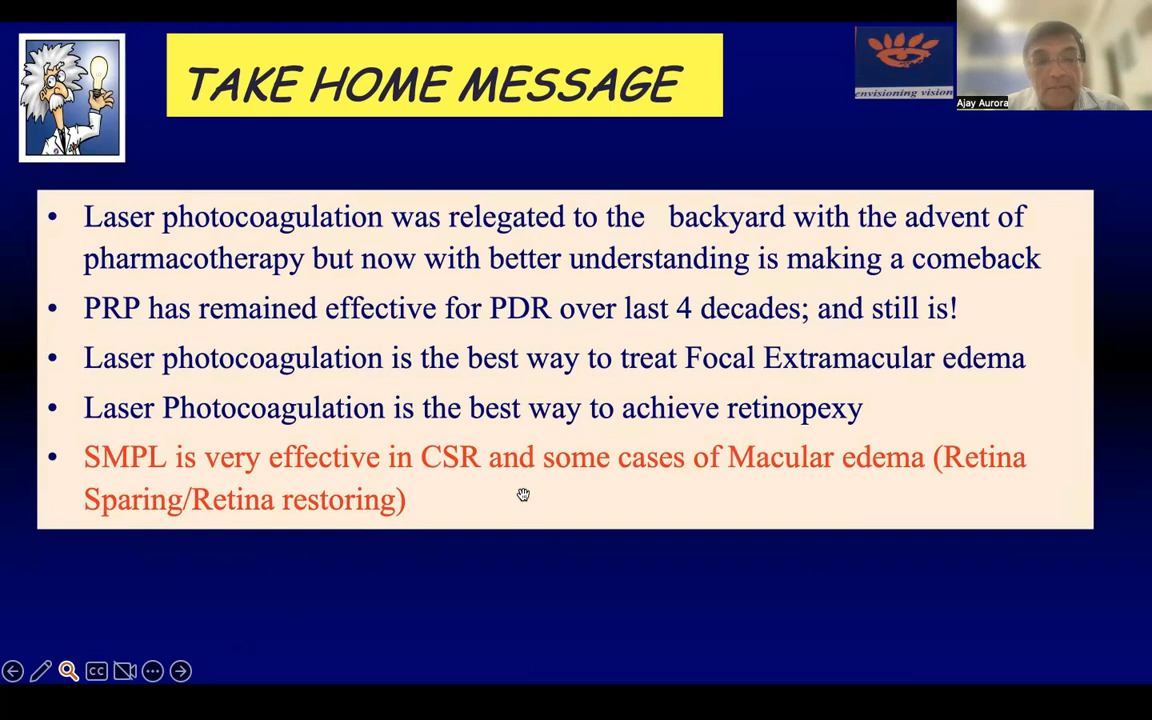 TAKE HOME MESSAGE
envisioning vision
Ajay Aurora
• Laser photocoagulation was relegated to the backyard with the advent of
pharmacotherapy but now with better understanding is making a comeback
• PRP has remained effective for PDR over last 4 decades; and still is!
• Laser photocoagulation is the best way to treat Focal Extramacular edema
• Laser Photocoagulation is the best way to achieve retinopexy
• SMPL is very effective in CSR and some cases of Macular edema (Retina
Sparing/Retina restoring)
CC